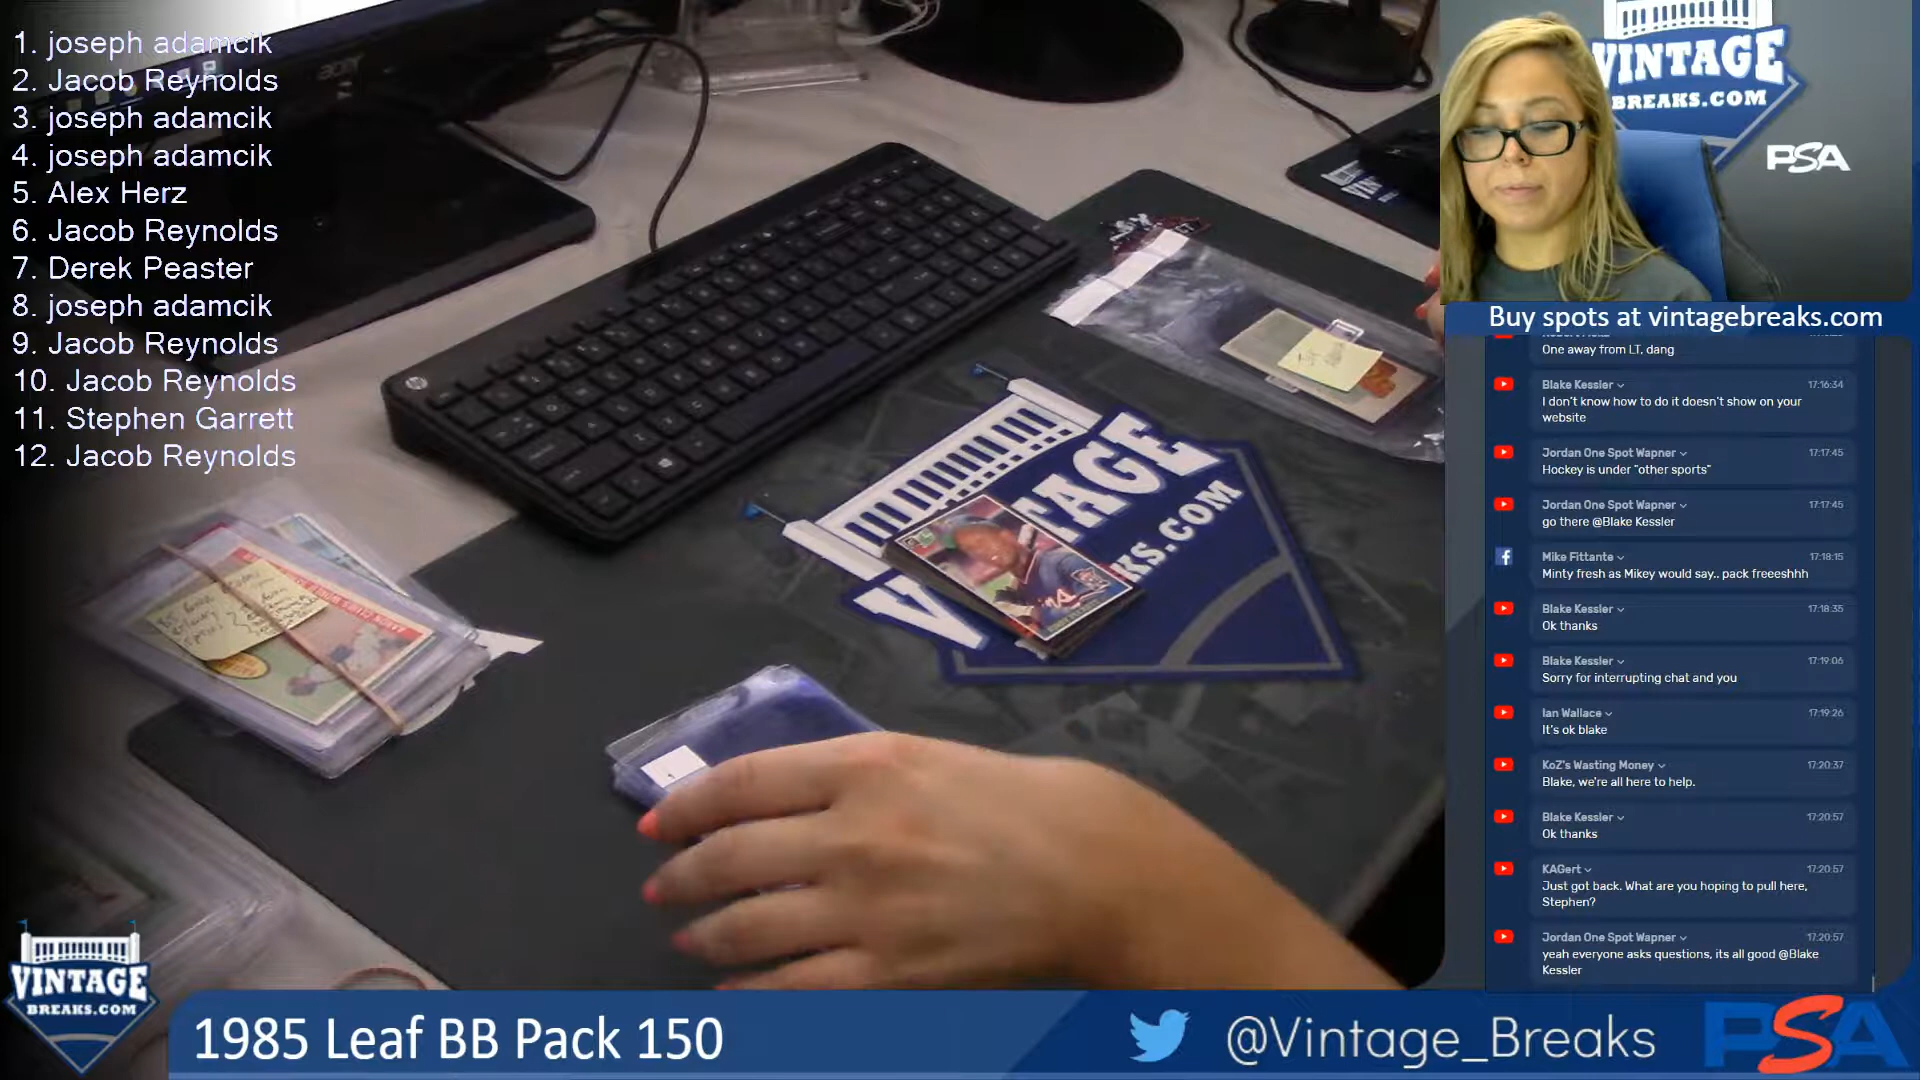 1. joseph adamcik
2. Jacob Reynolds
3. joseph adamcik
4. joseph adamcik
5. Alex Herz
6. Jacob Reynolds
7. Derek Peaster
8. joseph adamcik
9. Jacob Reynolds
10. Jacob Reynolds
11. Stephen Garrett
12. Jacob Reynolds
acer
hp
VINTAGE
BREAKS.COM
PSA
Buy spots at vintagebreaks.com
One away from LT, dang
Blake Kessler 17:16:34
I don't know how to do it doesn't show on your
website
Jordan One Spot Wapner 17:17:45
Hockey is under "other sports"
Jordan One Spot Wapner 17:17:45
go there @Blake Kessler
Mike Fittante 17:18:15
Minty fresh as Mikey would say.. pack freeeshhh
Blake Kessler 17:18:35
Ok thanks
Blake Kessler 17:19:06
Sorry for interrupting chat and you
Ian Wallace 17:19:26
It's ok blake
KoZ's Wasting Money 17:20:37
Blake, we're all here to help.
Blake Kessler 17:20:57
Ok thanks
KAGert 17:20:57
Just got back. What are you hoping to pull here,
Stephen?
Jordan One Spot Wapner 17:20:57
yeah everyone asks questions, its all good @Blake
Kessler
V TAGE
KS.COM
VINTAGE
BREAKS.COM
1985 Leaf BB Pack 150
@Vintage_Breaks
PSA